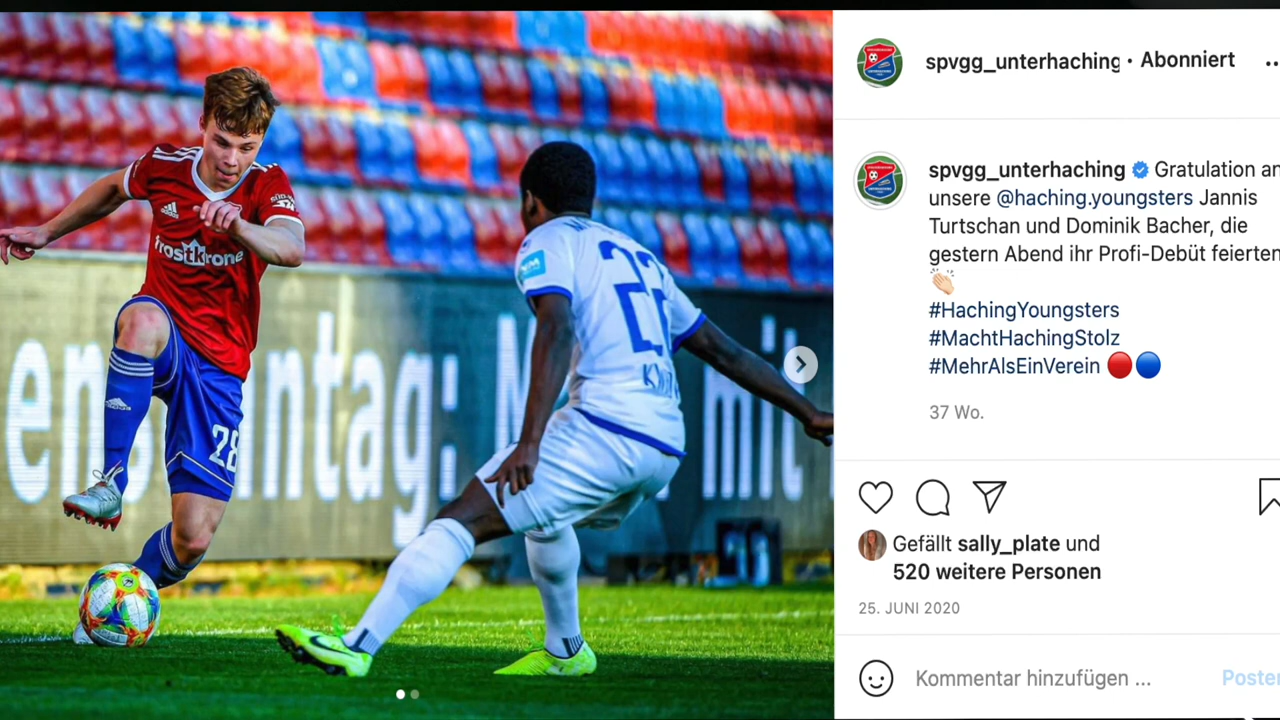 spvgg_unterhaching • Abonniert
spvgg_unterhaching Gratulation an
unsere @haching.youngsters Jannis
Turtschan und Dominik Bacher, die
gestern Abend ihr Profi-Debüt feierten
👏🏻
#HachingYoungsters
#MachtHachingStolz
#MehrAlsEinVerein 🔴🔵
37 Wo.
Gefällt sally_plate und
520 weitere Personen
25. JUNI 2020
Kommentar hinzufügen ...
Posten
adidas
frostkrone
28
22